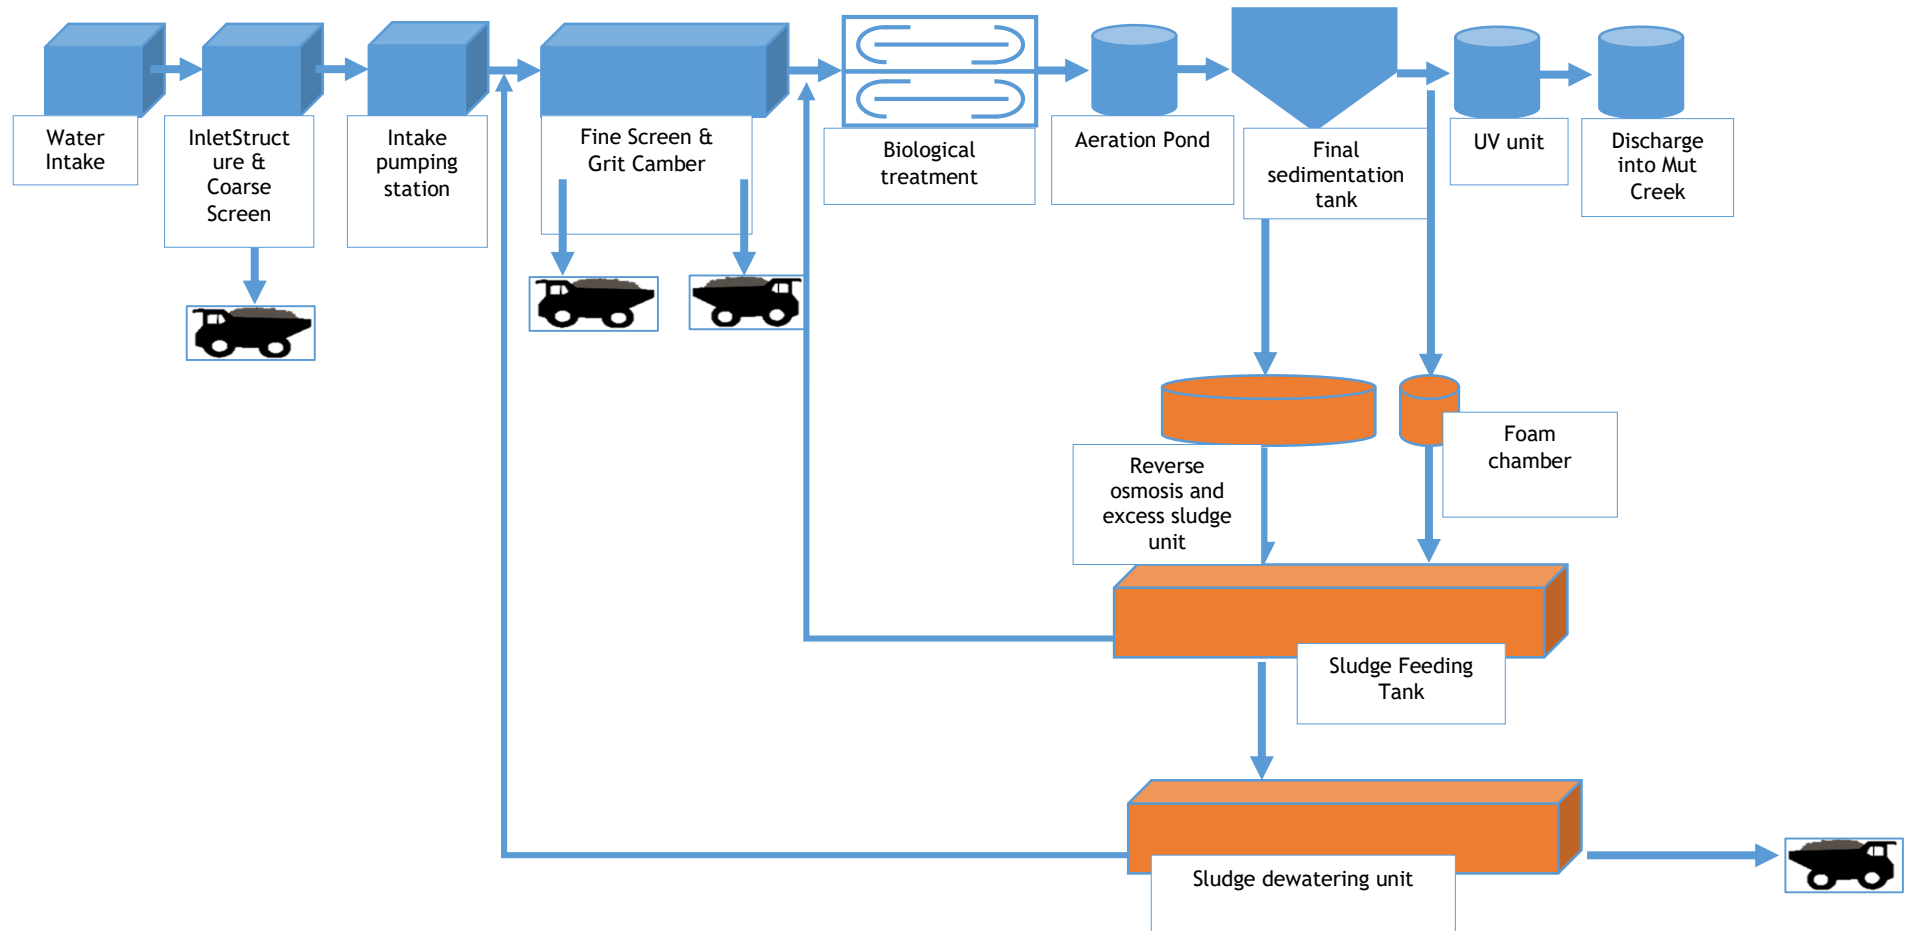 Water
Intake
InletStruct
ure &
Coarse
Screen
Intake
pumping
station
Fine Screen &
Grit Camber
Biological
treatment
Aeration Pond
Final
sedimentation
tank
UV unit
Discharge
into Mut
Creek
Reverse
osmosis and
excess sludge
unit
Foam
chamber
Sludge Feeding
Tank
Sludge dewatering unit